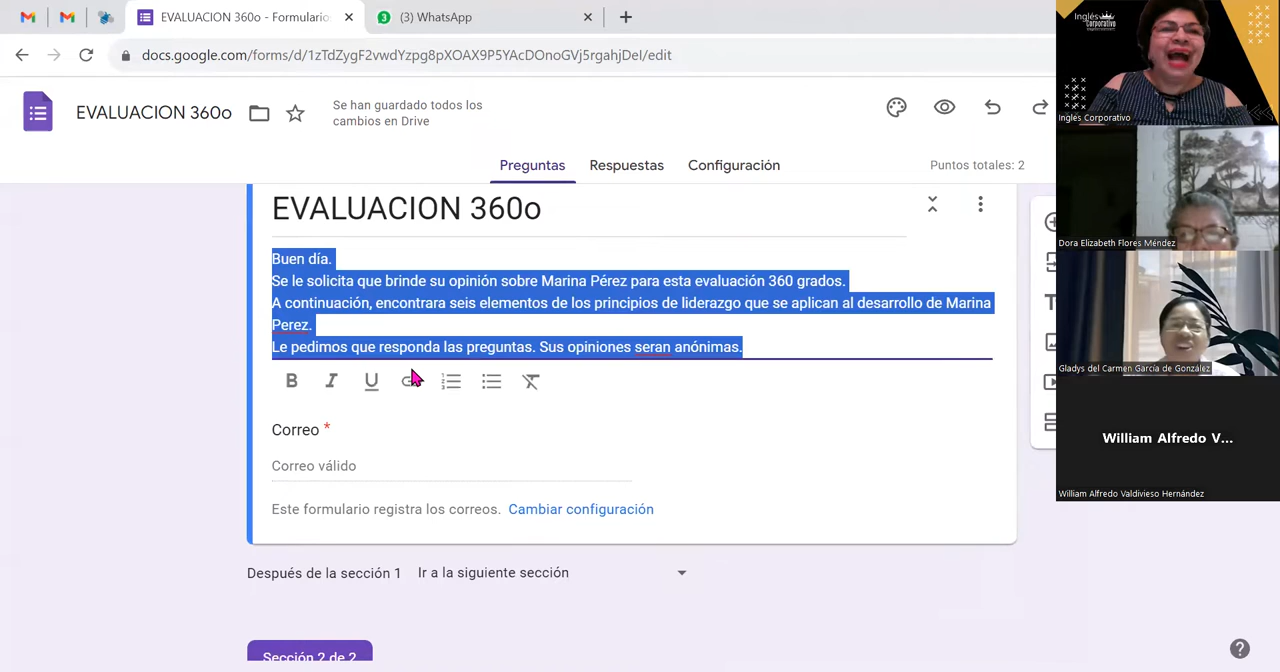 EVALUACION 360o - Formulario
(3) WhatsApp
docs.google.com/forms/d/1zTdZygF2vwdYzpg8pXOAX9P5YAcDOnoGVj5rgahjDeI/edit
EVALUACION 360o
Se han guardado todos los
cambios en Drive
Preguntas
Respuestas
Configuración
Puntos totales: 2
EVALUACION 360o
Buen día.
Se le solicita que brinde su opinión sobre Marina Pérez para esta evaluación 360 grados.
A continuación, encontrara seis elementos de los principios de liderazgo que se aplican al desarrollo de Marina
Perez.
Le pedimos que responda las preguntas. Sus opiniones seran anónimas.
Correo *
Correo válido
Este formulario registra los correos. Cambiar configuración
Después de la sección 1 Ir a la siguiente sección
Sección 2 de 2
Inglés
Corporativo
Inglés Corporativo
Dora Elizabeth Flores Méndez
Gladys del Carmen García de González
William Alfredo V...
William Alfredo Valdivieso Hernández